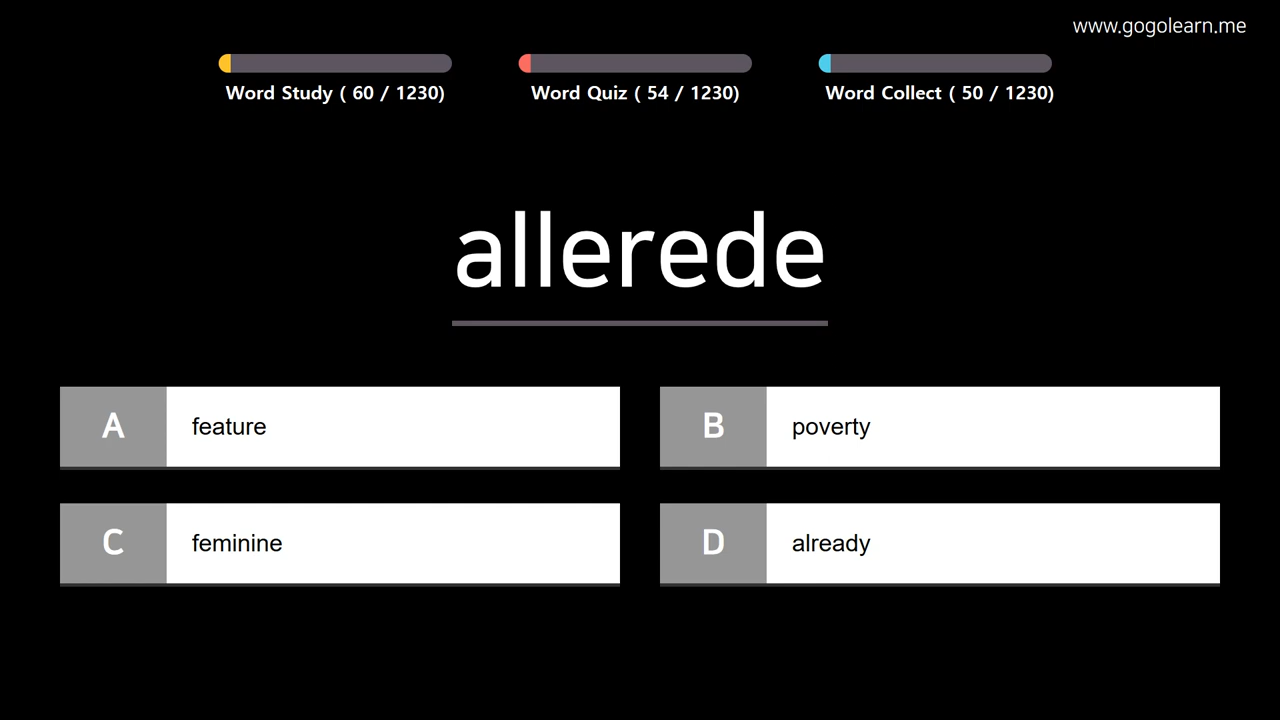 www.gogolearn.me
Word Study ( 60 / 1230)
Word Quiz ( 54 / 1230)
Word Collect ( 50 / 1230)
allerede
A
feature
B
poverty
C
feminine
D
already